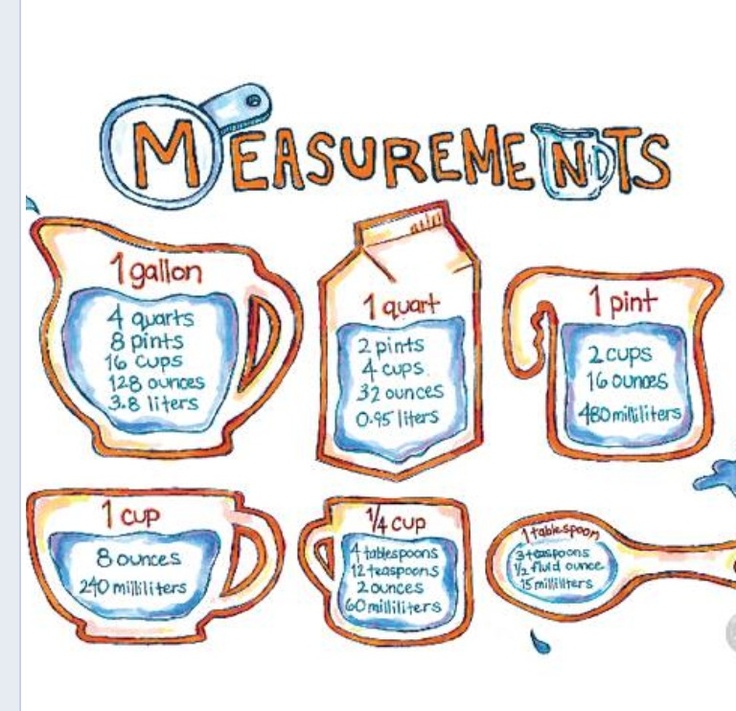 MEASUREMENTS
1 gallon
4 quarts
8 pints
16 cups
128 ounces
3.8 liters
1 quart
2 pints
4 cups
32 ounces
0.95 liters
1 pint
2 cups
16 ounces
480 milliliters
1 cup
8 ounces
240 milliliters
1/4 cup
4 tablespoons
12 teaspoons
2 ounces
60 milliliters
1 tablespoon
3 teaspoons
1/2 fluid ounce
15 milliliters